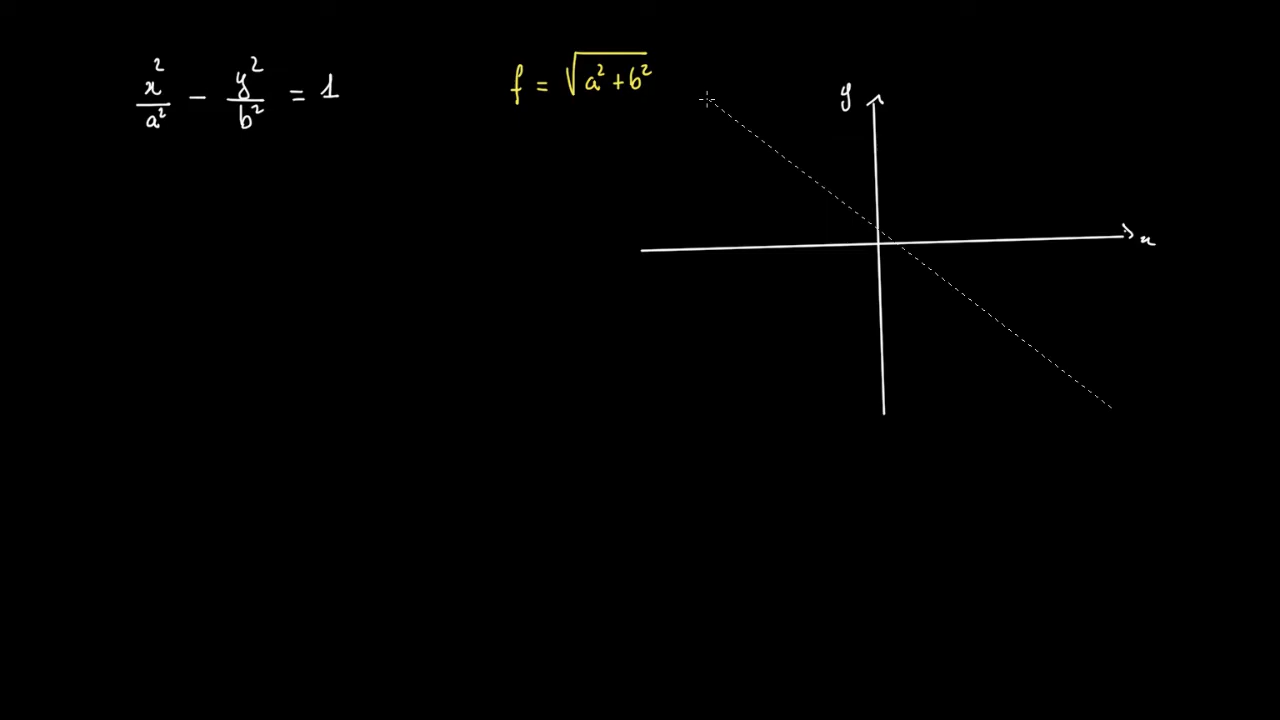 x²/a² − y²/b² = 1
f = √(a² + b²)
y
x